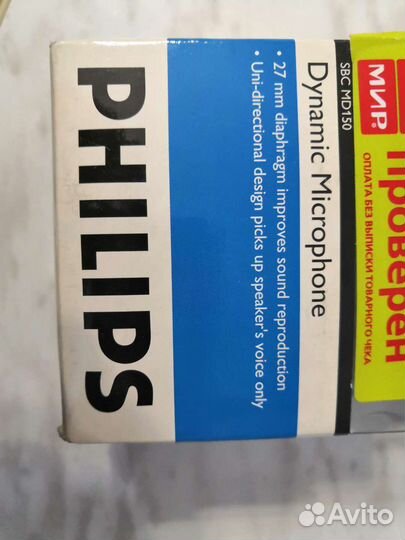 SBC MD150
Dynamic Microphone
• 27 mm diaphragm improves sound reproduction
• Uni-directional design picks up speaker's voice only
PHILIPS
МИР.
Проверен
ОПЛАТА БЕЗ ВЫПИСКИ ТОВАРНОГО ЧЕКА
Avito